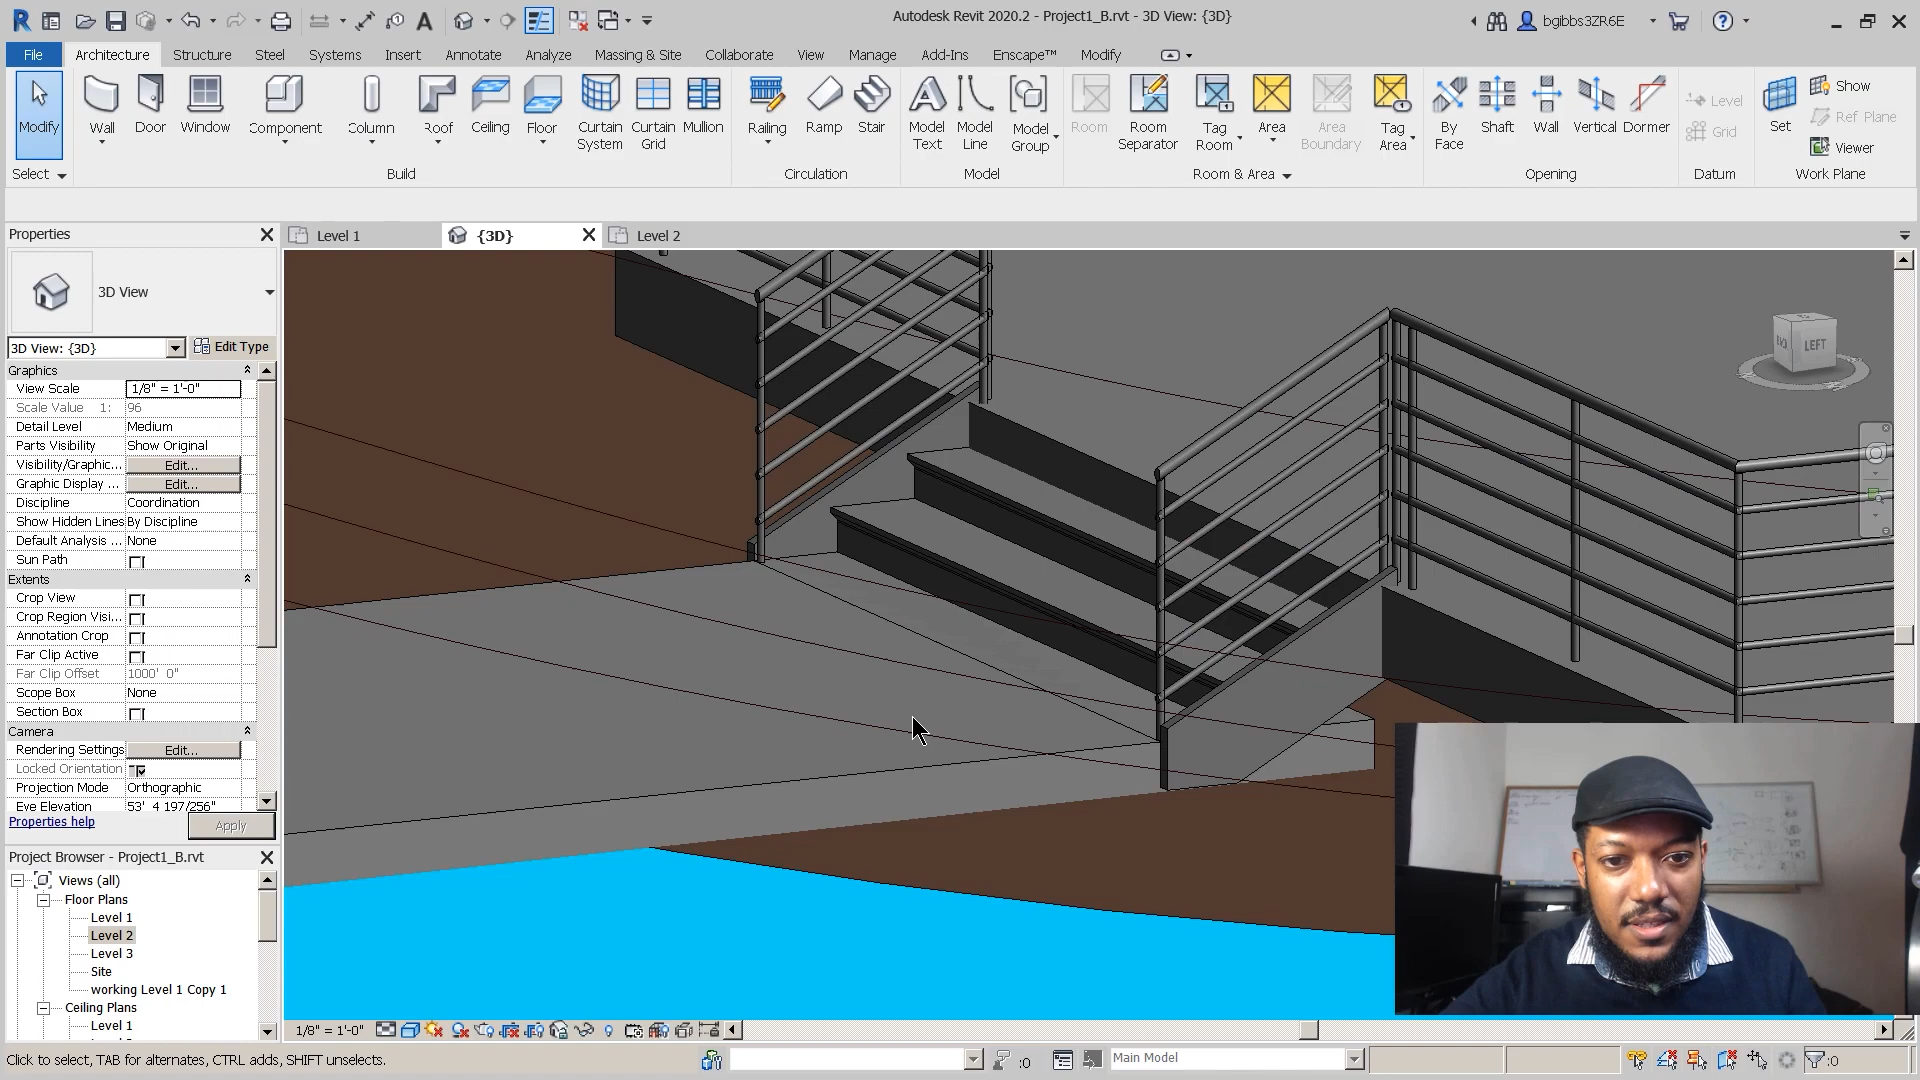 Autodesk Revit 2020.2 - Project1_B.rvt - 3D View: {3D}
bgibbs3ZR6E
File Architecture Structure Steel Systems Insert Annotate Analyze Massing & Site Collaborate View Manage Add-Ins Enscape™ Modify
Modify Wall Door Window Component Column Roof Ceiling Floor Curtain System Curtain Grid Mullion
Railing Ramp Stair
Model Text Model Line Model Group
Room Room Separator Tag Room Area Area Boundary Tag Area
By Face Shaft Wall Vertical Dormer
Level
Grid
Set Show
Ref Plane
Viewer
Select Build Circulation Model Room & Area Opening Datum Work Plane
Properties
Level 1 {3D} Level 2
3D View
3D View: {3D} Edit Type
Graphics
View Scale 1/8" = 1'-0"
Scale Value 1: 96
Detail Level Medium
Parts Visibility Show Original
Visibility/Graphic... Edit...
Graphic Display ... Edit...
Discipline Coordination
Show Hidden Lines By Discipline
Default Analysis ... None
Sun Path
Extents
Crop View
Crop Region Visi...
Annotation Crop
Far Clip Active
Far Clip Offset 1000' 0"
Scope Box None
Section Box
Camera
Rendering Settings Edit...
Locked Orientation
Projection Mode Orthographic
Eye Elevation 53' 4 197/256"
Properties help Apply
LEFT
Project Browser - Project1_B.rvt
Views (all)
Floor Plans
Level 1
Level 2
Level 3
Site
working Level 1 Copy 1
Ceiling Plans
Level 1
1/8" = 1'-0"
Click to select, TAB for alternates, CTRL adds, SHIFT unselects.
:0
Main Model
:0